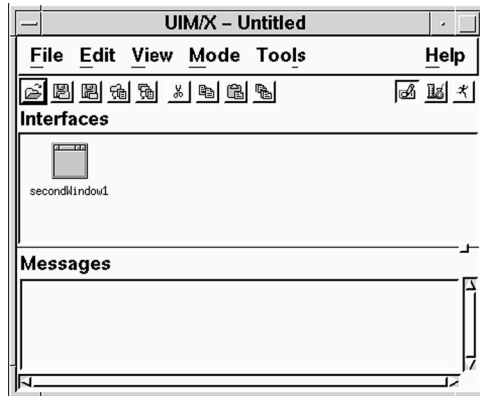 UIM/X – Untitled
File Edit View Mode Tools Help
Interfaces
secondWindow1
Messages